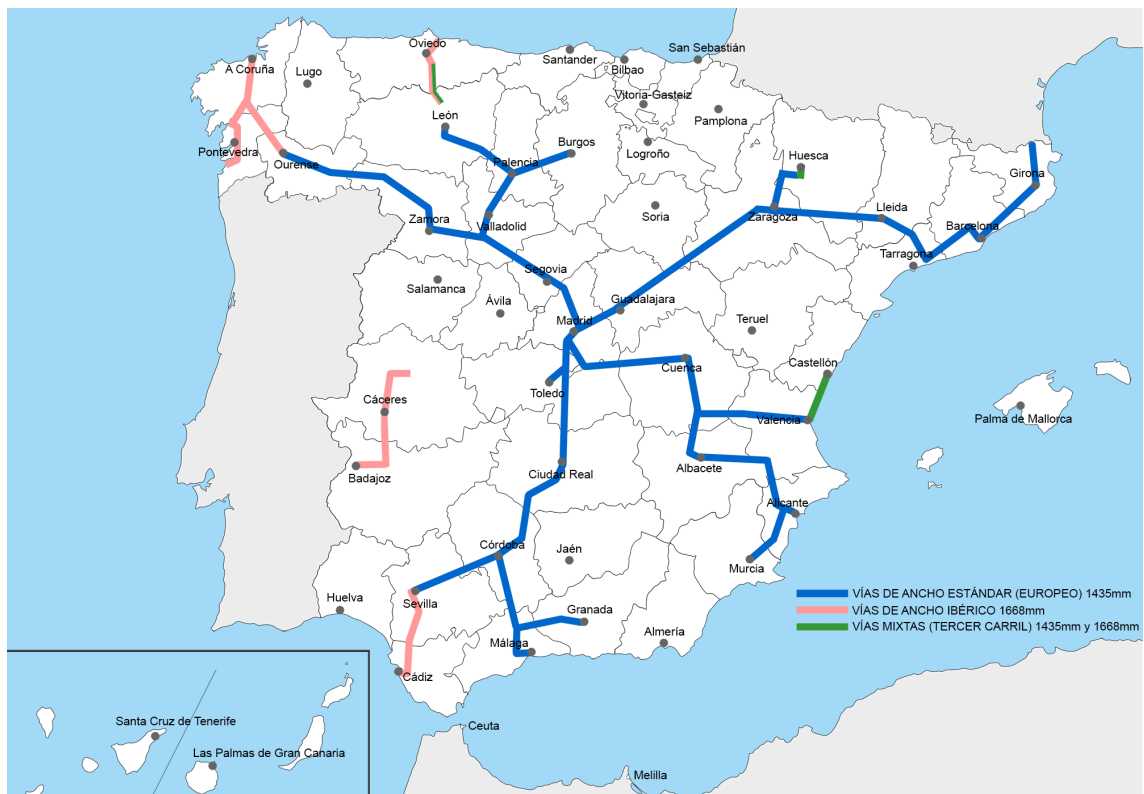 Oviedo
Santander
San Sebastián
A Coruña
Lugo
Bilbao
Vitoria-Gasteiz
León
Pamplona
Pontevedra
Ourense
Burgos
Logroño
Palencia
Huesca
Girona
Zamora
Valladolid
Soria
Zaragoza
Lleida
Barcelona
Tarragona
Segovia
Salamanca
Ávila
Guadalajara
Madrid
Teruel
Castellón
Cuenca
Toledo
Cáceres
Valencia
Palma de Mallorca
Badajoz
Ciudad Real
Albacete
Alicante
Córdoba
Jaén
Murcia
Huelva
Sevilla
Granada
Almería
Málaga
Cádiz
VÍAS DE ANCHO ESTÁNDAR (EUROPEO) 1435mm
VÍAS DE ANCHO IBÉRICO 1668mm
VÍAS MIXTAS (TERCER CARRIL) 1435mm y 1668mm
Santa Cruz de Tenerife
Las Palmas de Gran Canaria
Ceuta
Melilla